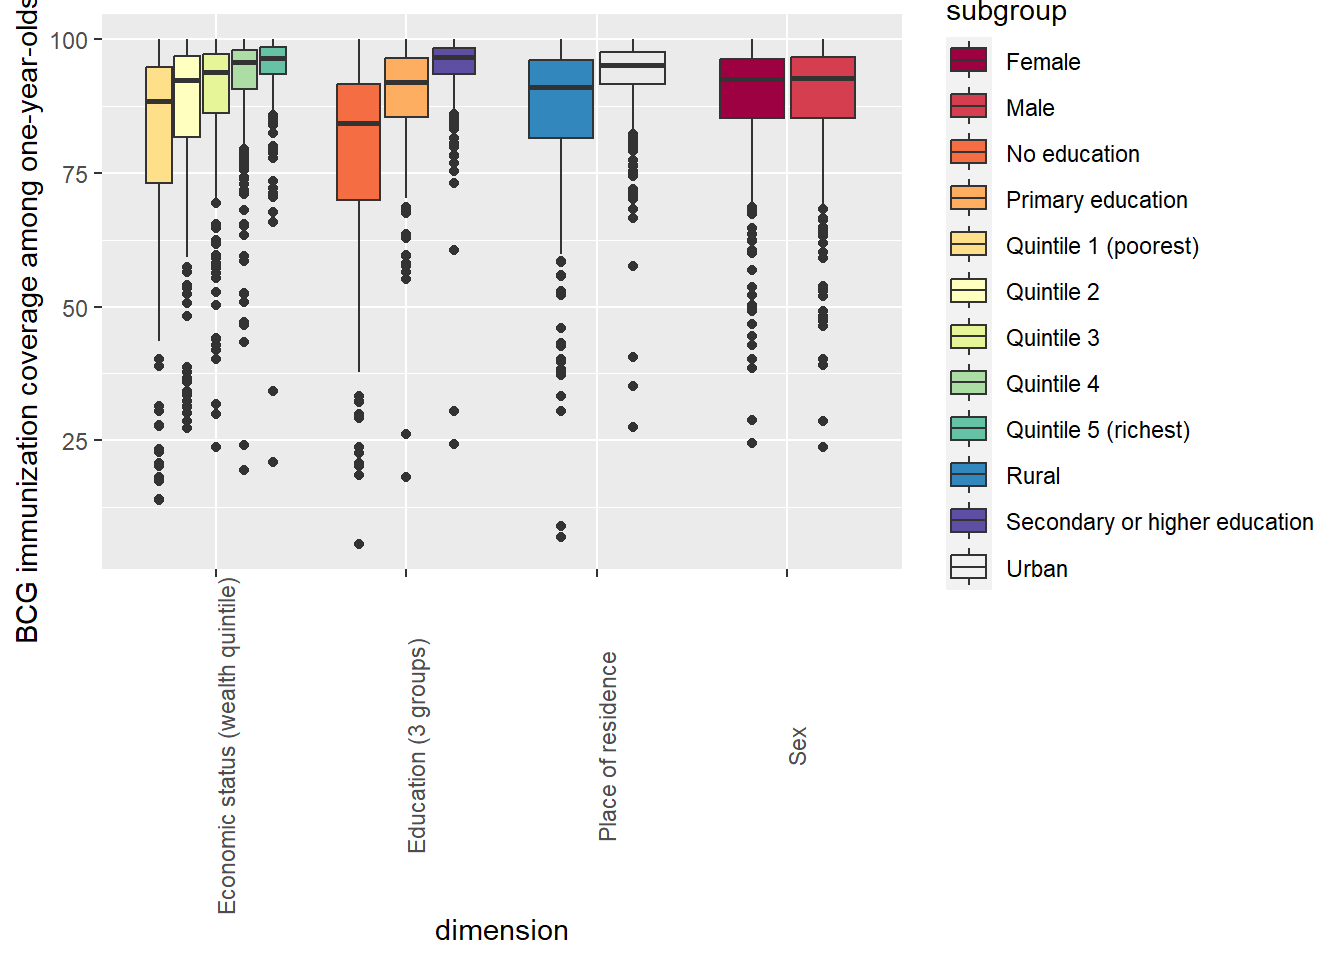 BCG immunization coverage among one-year-olds
100
75
50
25
Economic status (wealth quintile)
Education (3 groups)
Place of residence
Sex
dimension
subgroup
Female
Male
No education
Primary education
Quintile 1 (poorest)
Quintile 2
Quintile 3
Quintile 4
Quintile 5 (richest)
Rural
Secondary or higher education
Urban